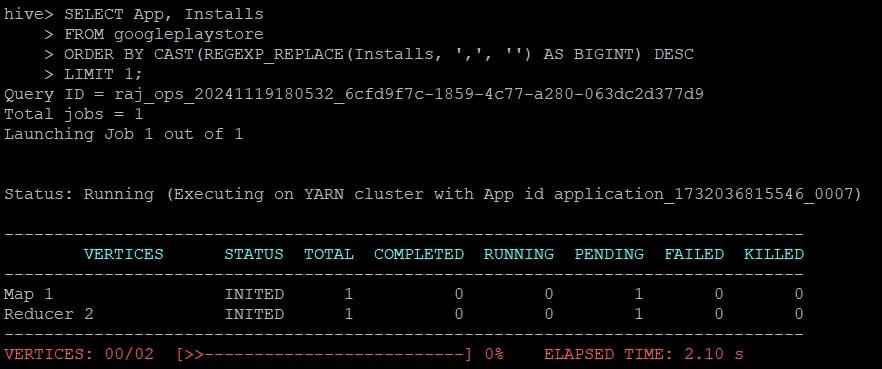 hive> SELECT App, Installs
    > FROM googleplaystore
    > ORDER BY CAST(REGEXP_REPLACE(Installs, ',', '') AS BIGINT) DESC
    > LIMIT 1;
Query ID = raj_ops_20241119180532_6cfd9f7c-1859-4c77-a280-063dc2d377d9
Total jobs = 1
Launching Job 1 out of 1
Status: Running (Executing on YARN cluster with App id application_1732036815546_0007)
--------------------------------------------------------------------------------
        VERTICES      STATUS  TOTAL  COMPLETED  RUNNING  PENDING  FAILED  KILLED
--------------------------------------------------------------------------------
Map 1                 INITED      1          0        0        1       0       0
Reducer 2             INITED      1          0        0        1       0       0
--------------------------------------------------------------------------------
VERTICES: 00/02  [>>--------------------------] 0%    ELAPSED TIME: 2.10 s